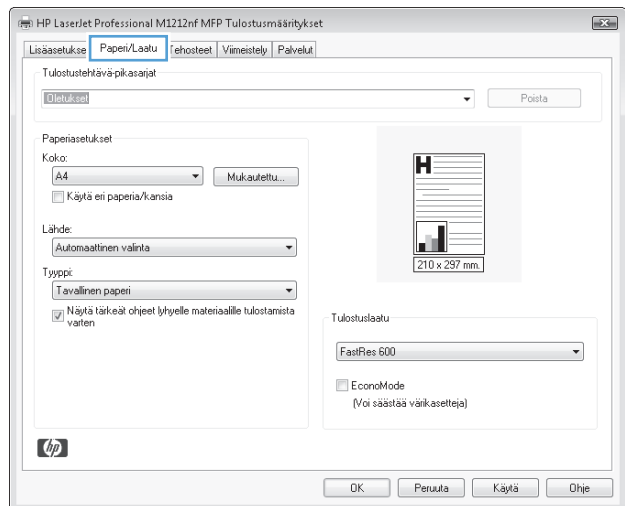 HP LaserJet Professional M1212nf MFP Tulostusmääritykset
Lisäasetukse Paperi/Laatu Tehosteet Viimeistely Palvelut
Tulostustehtävä-pikasarjat
Oletukset
Poista
Paperiasetukset
Koko:
A4
Mukautettu...
Käytä eri paperia/kansia
Lähde:
Automaattinen valinta
Tyyppi:
Tavallinen paperi
Näytä tärkeät ohjeet lyhyelle materiaalille tulostamista
varten
H
210 x 297 mm.
Tulostuslaatu
FastRes 600
EconoMode
(Voi säästää värikasetteja)
hp
OK Peruuta Käytä Ohje